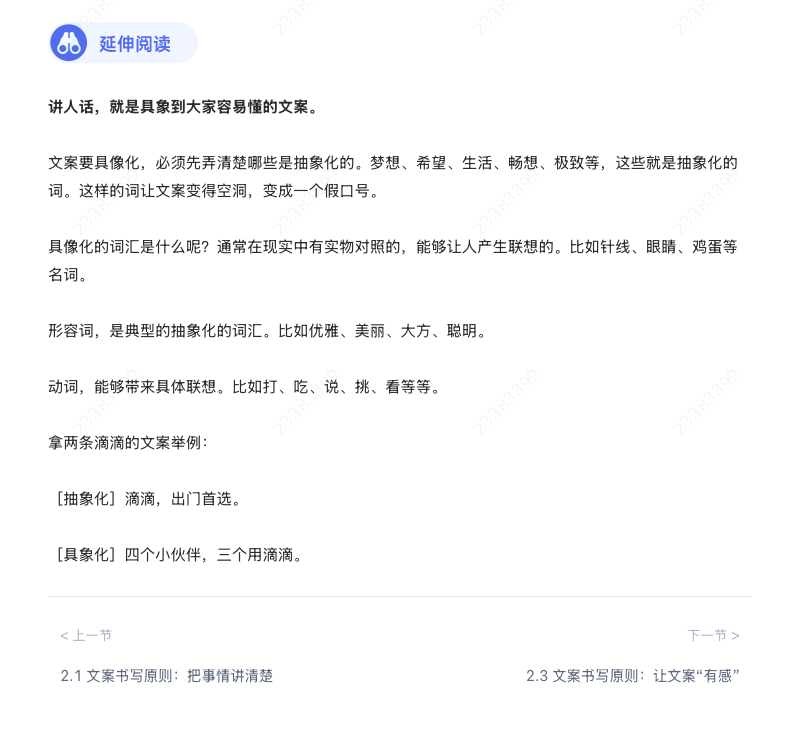 延伸阅读
讲人话，就是具象到大家容易懂的文案。
文案要具像化，必须先弄清楚哪些是抽象化的。梦想、希望、生活、畅想、极致等，这些就是抽象化的
词。这样的词让文案变得空洞，变成一个假口号。
具像化的词汇是什么呢？通常在现实中有实物对照的，能够让人产生联想的。比如针线、眼睛、鸡蛋等
名词。
形容词，是典型的抽象化的词汇。比如优雅、美丽、大方、聪明。
动词，能够带来具体联想。比如打、吃、说、挑、看等等。
拿两条滴滴的文案举例：
［抽象化］滴滴，出门首选。
［具象化］四个小伙伴，三个用滴滴。
< 上一节
下一节 >
2.1 文案书写原则：把事情讲清楚
2.3 文案书写原则：让文案“有感”
23383399
23383399
23383399
23383399
23383399
23383399
23383399
23383399
23383399